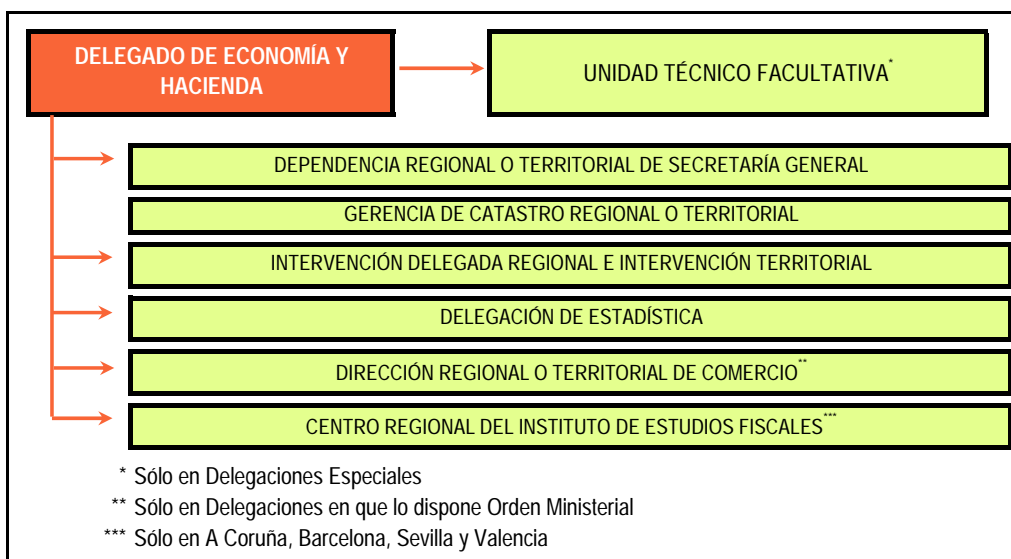 DELEGADO DE ECONOMÍA Y
HACIENDA
UNIDAD TÉCNICO FACULTATIVA*
DEPENDENCIA REGIONAL O TERRITORIAL DE SECRETARÍA GENERAL
GERENCIA DE CATASTRO REGIONAL O TERRITORIAL
INTERVENCIÓN DELEGADA REGIONAL E INTERVENCIÓN TERRITORIAL
DELEGACIÓN DE ESTADÍSTICA
DIRECCIÓN REGIONAL O TERRITORIAL DE COMERCIO**
CENTRO REGIONAL DEL INSTITUTO DE ESTUDIOS FISCALES***
* Sólo en Delegaciones Especiales
** Sólo en Delegaciones en que lo dispone Orden Ministerial
*** Sólo en A Coruña, Barcelona, Sevilla y Valencia